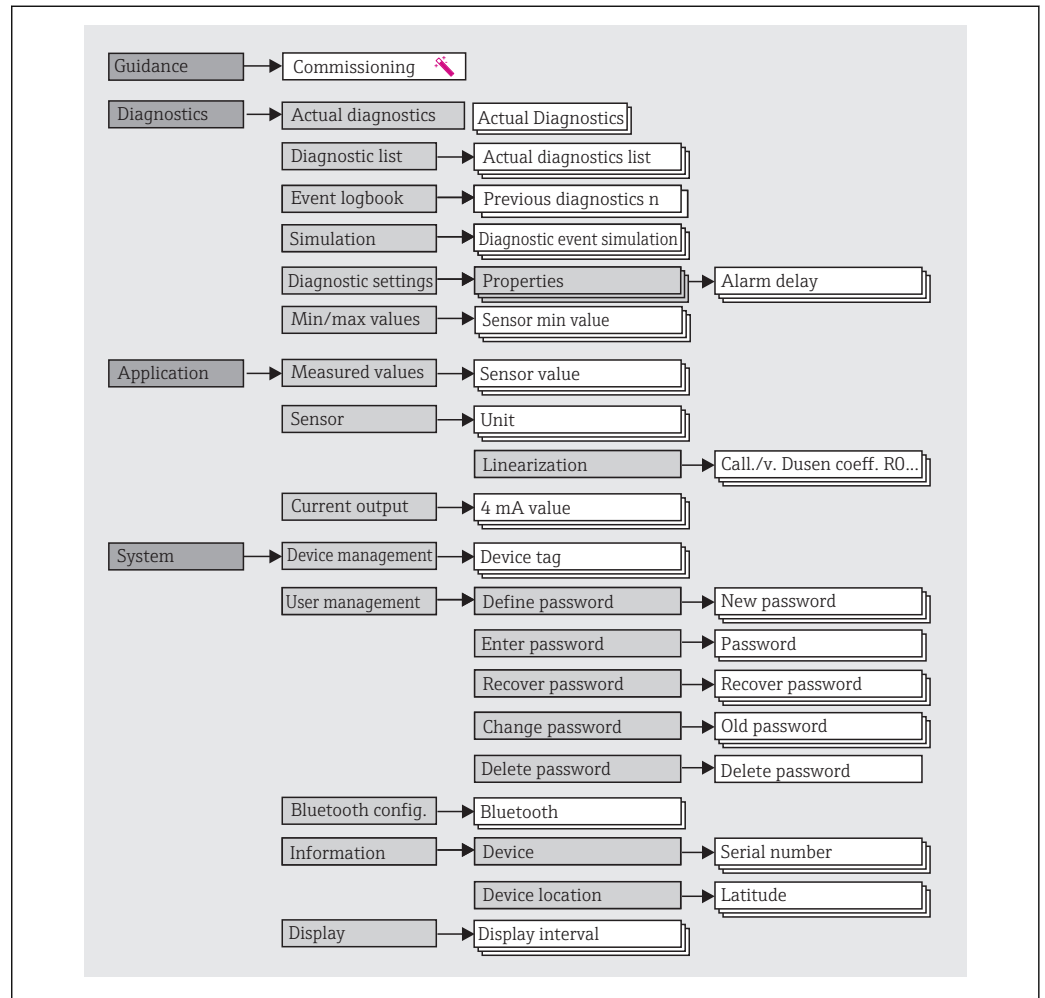 Guidance
Commissioning
Diagnostics
Actual diagnostics
Actual Diagnostics
Diagnostic list
Actual diagnostics list
Event logbook
Previous diagnostics n
Simulation
Diagnostic event simulation
Diagnostic settings
Properties
Alarm delay
Min/max values
Sensor min value
Application
Measured values
Sensor value
Sensor
Unit
Linearization
Call./v. Dusen coeff. R0...
Current output
4 mA value
System
Device management
Device tag
User management
Define password
New password
Enter password
Password
Recover password
Recover password
Change password
Old password
Delete password
Delete password
Bluetooth config.
Bluetooth
Information
Device
Serial number
Device location
Latitude
Display
Display interval